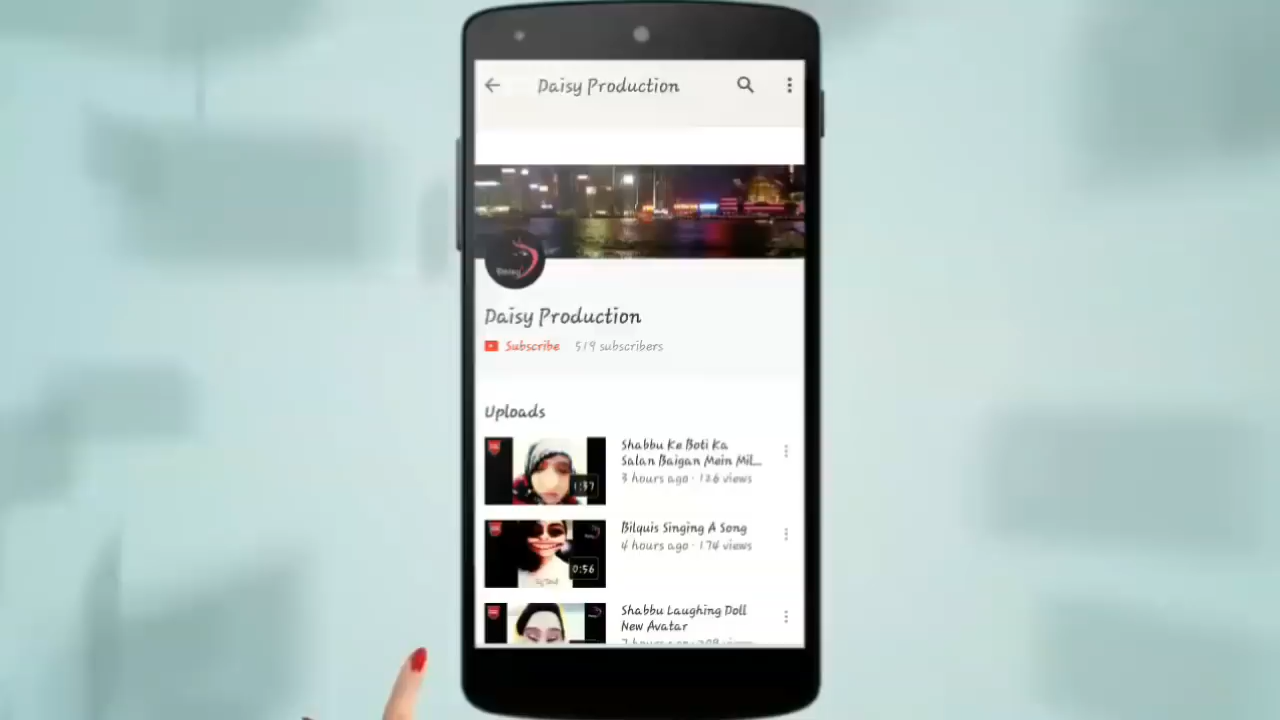 Daisy Production
Daisy Production
Subscribe 519 subscribers
Uploads
Shabbu Ke Boti Ka
Salan Baigan Mein Mil...
3 hours ago · 126 views
1:37
Bilquis Singing A Song
4 hours ago · 174 views
0:56
Shabbu Laughing Doll
New Avatar